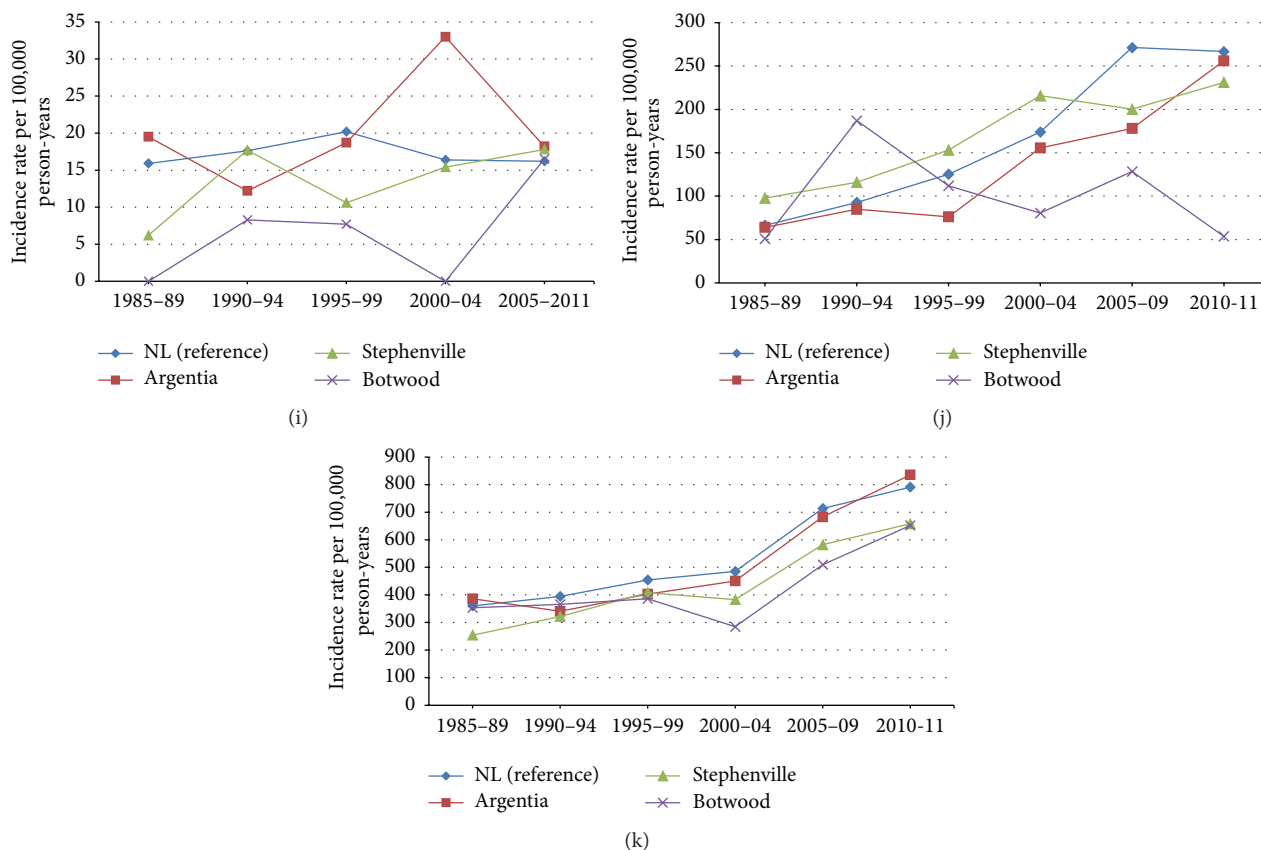 Incidence rate per 100,000
person-years
35
30
25
20
15
10
5
0
1985–89
1990–94
1995–99
2000–04
2005–2011
NL (reference)
Stephenville
Argentia
Botwood
(i)
Incidence rate per 100,000
person-years
300
250
200
150
100
50
0
1985–89
1990–94
1995–99
2000–04
2005–09
2010-11
NL (reference)
Stephenville
Argentia
Botwood
(j)
Incidence rate per 100,000
person-years
900
800
700
600
500
400
300
200
100
0
1985–89
1990–94
1995–99
2000–04
2005–09
2010-11
NL (reference)
Stephenville
Argentia
Botwood
(k)